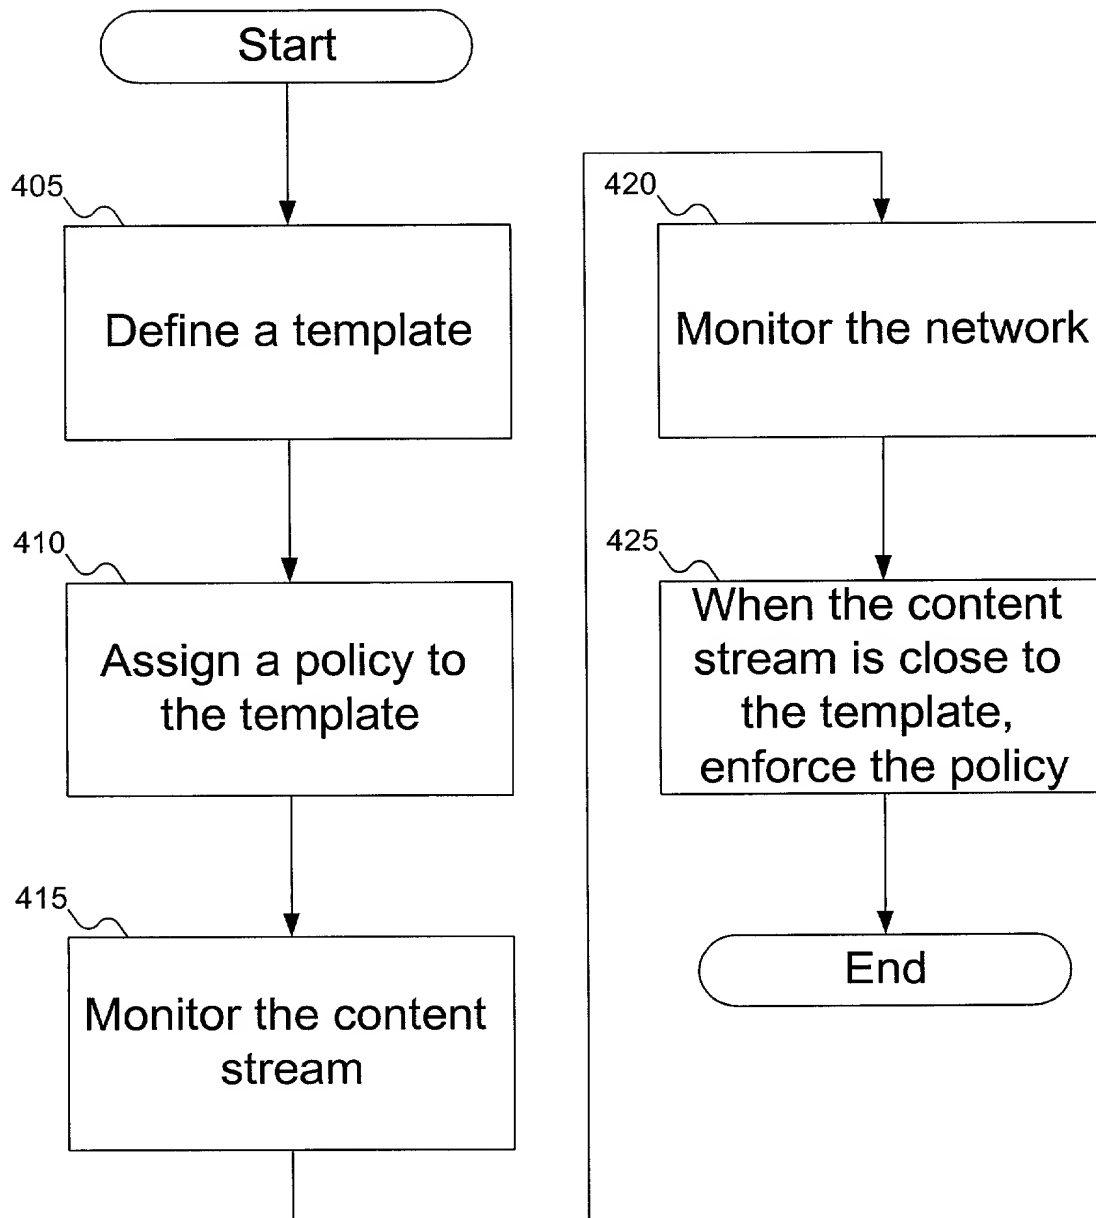 Start
405
Define a template
410
Assign a policy to
the template
415
Monitor the content
stream
420
Monitor the network
425
When the content
stream is close to
the template,
enforce the policy
End